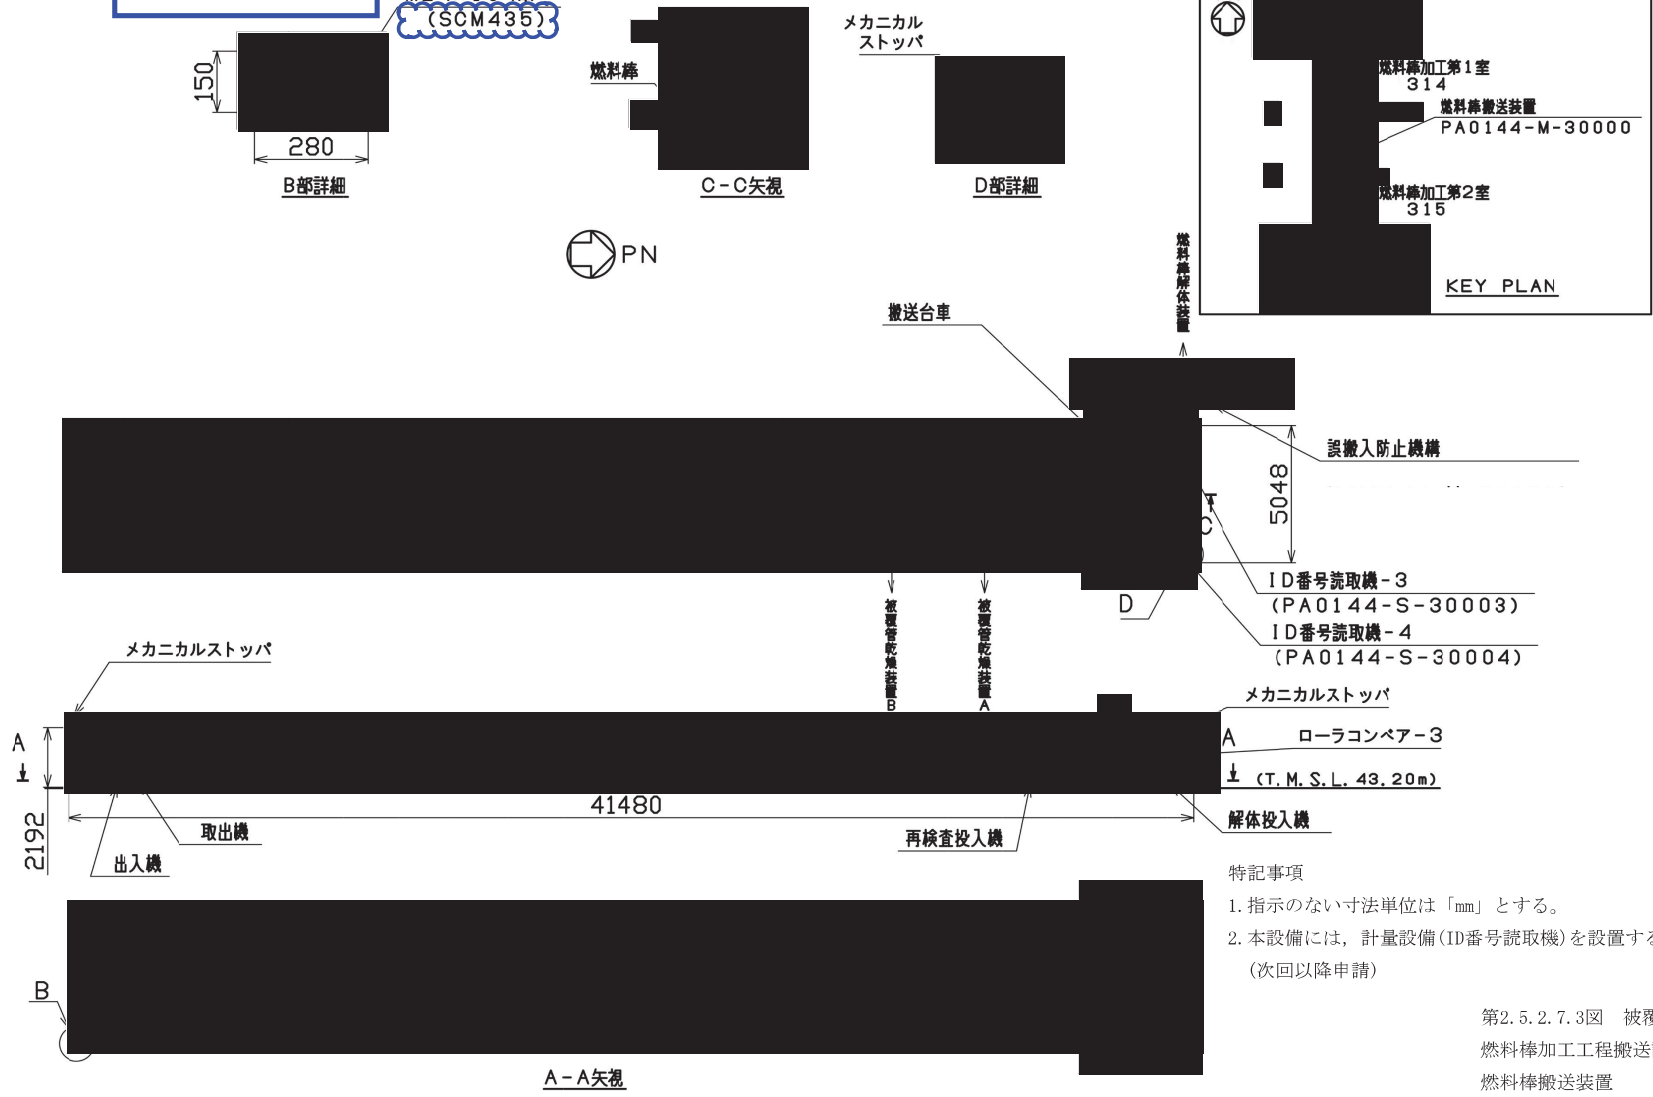 (SCM435)
150
280
B部詳細
燃料棒
C-C矢視
メカニカル
ストッパ
D部詳細
燃料棒加工第1室
314
燃料棒搬送装置
PA0144-M-30000
燃料棒加工第2室
315
KEY PLAN
PN
燃料棒解体装置
搬送台車
誤搬入防止機構
5048
C
ID番号読取機-3
(PA0144-S-30003)
ID番号読取機-4
(PA0144-S-30004)
D
被覆管乾燥装置B
被覆管乾燥装置A
メカニカルストッパ
メカニカルストッパ
A
A
ローラコンベア-3
(T.M.S.L.43.20m)
2192
41480
取出機
出入機
再検査投入機
解体投入機
特記事項
1.指示のない寸法単位は「mm」とする。
2.本設備には，計量設備(ID番号読取機)を設置する
(次回以降申請)
B
A-A矢視
第2.5.2.7.3図 被覆
燃料棒加工工程搬送
燃料棒搬送装置